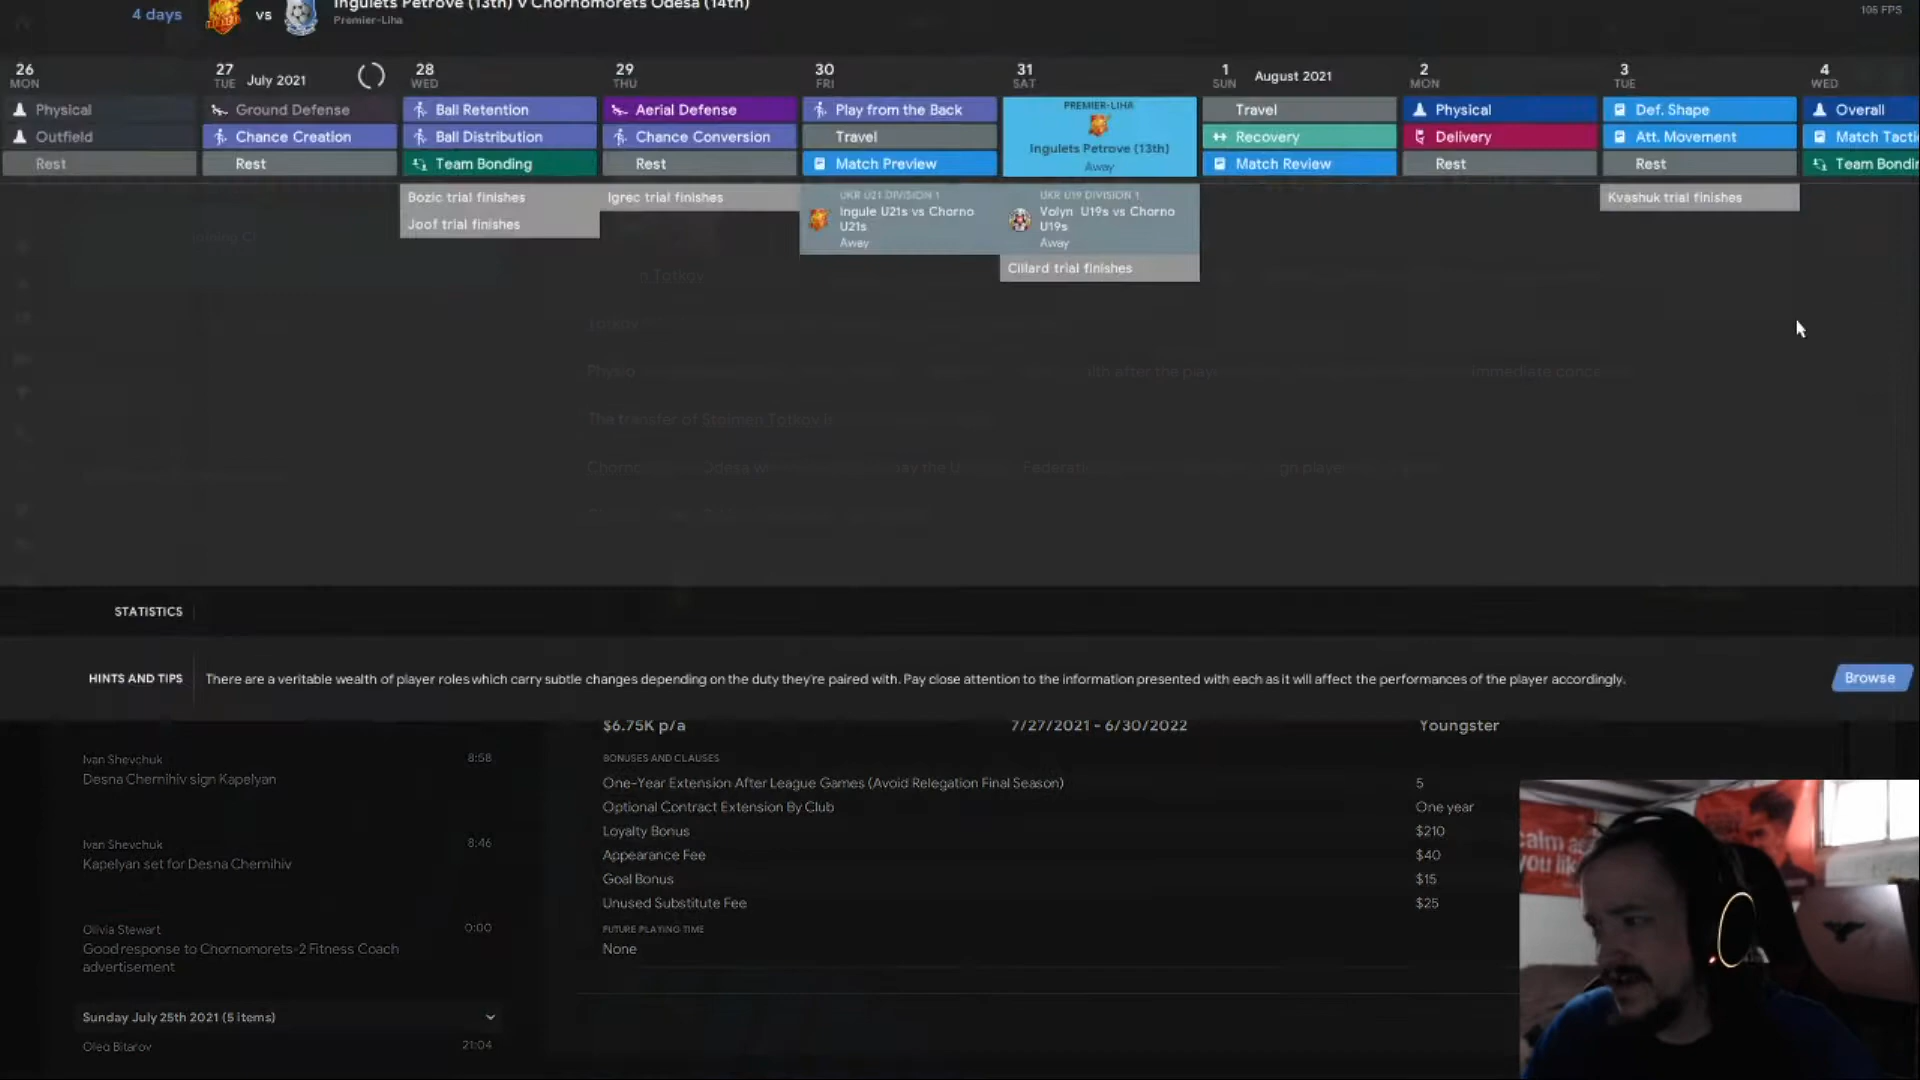 4 days
vs
Ingulets Petrove (13th) v Chornomorets Odesa (14th)
Premier-Liha
105 FPS
26
MON
27
TUE
July 2021
28
WED
29
THU
30
FRI
31
SAT
1
SUN
August 2021
2
MON
3
TUE
4
WED
Physical
Outfield
Rest
Ground Defense
Chance Creation
Rest
Ball Retention
Ball Distribution
Team Bonding
Aerial Defense
Chance Conversion
Rest
Play from the Back
Travel
Match Preview
PREMIER-LIHA
Ingulets Petrove (13th)
Away
Travel
Recovery
Match Review
Physical
Delivery
Rest
Def. Shape
Att. Movement
Rest
Overall
Match Tacti
Team Bondin
Bozic trial finishes
Joof trial finishes
Igrec trial finishes
UKR U21 DIVISION 1
Ingule U21s vs Chorno
U21s
Away
UKR U19 DIVISION 1
Volyn U19s vs Chorno
U19s
Away
Cillard trial finishes
Kvashuk trial finishes
Totkov
Physio
The transfer of Stoimen Totkov
STATISTICS
HINTS AND TIPS
There are a veritable wealth of player roles which carry subtle changes depending on the duty they're paired with. Pay close attention to the information presented with each as it will affect the performances of the player accordingly.
Browse
$6.75K p/a
7/27/2021 - 6/30/2022
Youngster
BONUSES AND CLAUSES
One-Year Extension After League Games (Avoid Relegation Final Season)
5
Optional Contract Extension By Club
One year
Loyalty Bonus
$210
Appearance Fee
$40
Goal Bonus
$15
Unused Substitute Fee
$25
FUTURE PLAYING TIME
None
Ivan Shevchuk
8:58
Desna Chernihiv sign Kapelyan
Ivan Shevchuk
8:46
Kapelyan set for Desna Chernihiv
Olivia Stewart
0:00
Good response to Chornomorets-2 Fitness Coach
advertisement
Sunday July 25th 2021 (5 items)
Oleg Bitarov
21:04